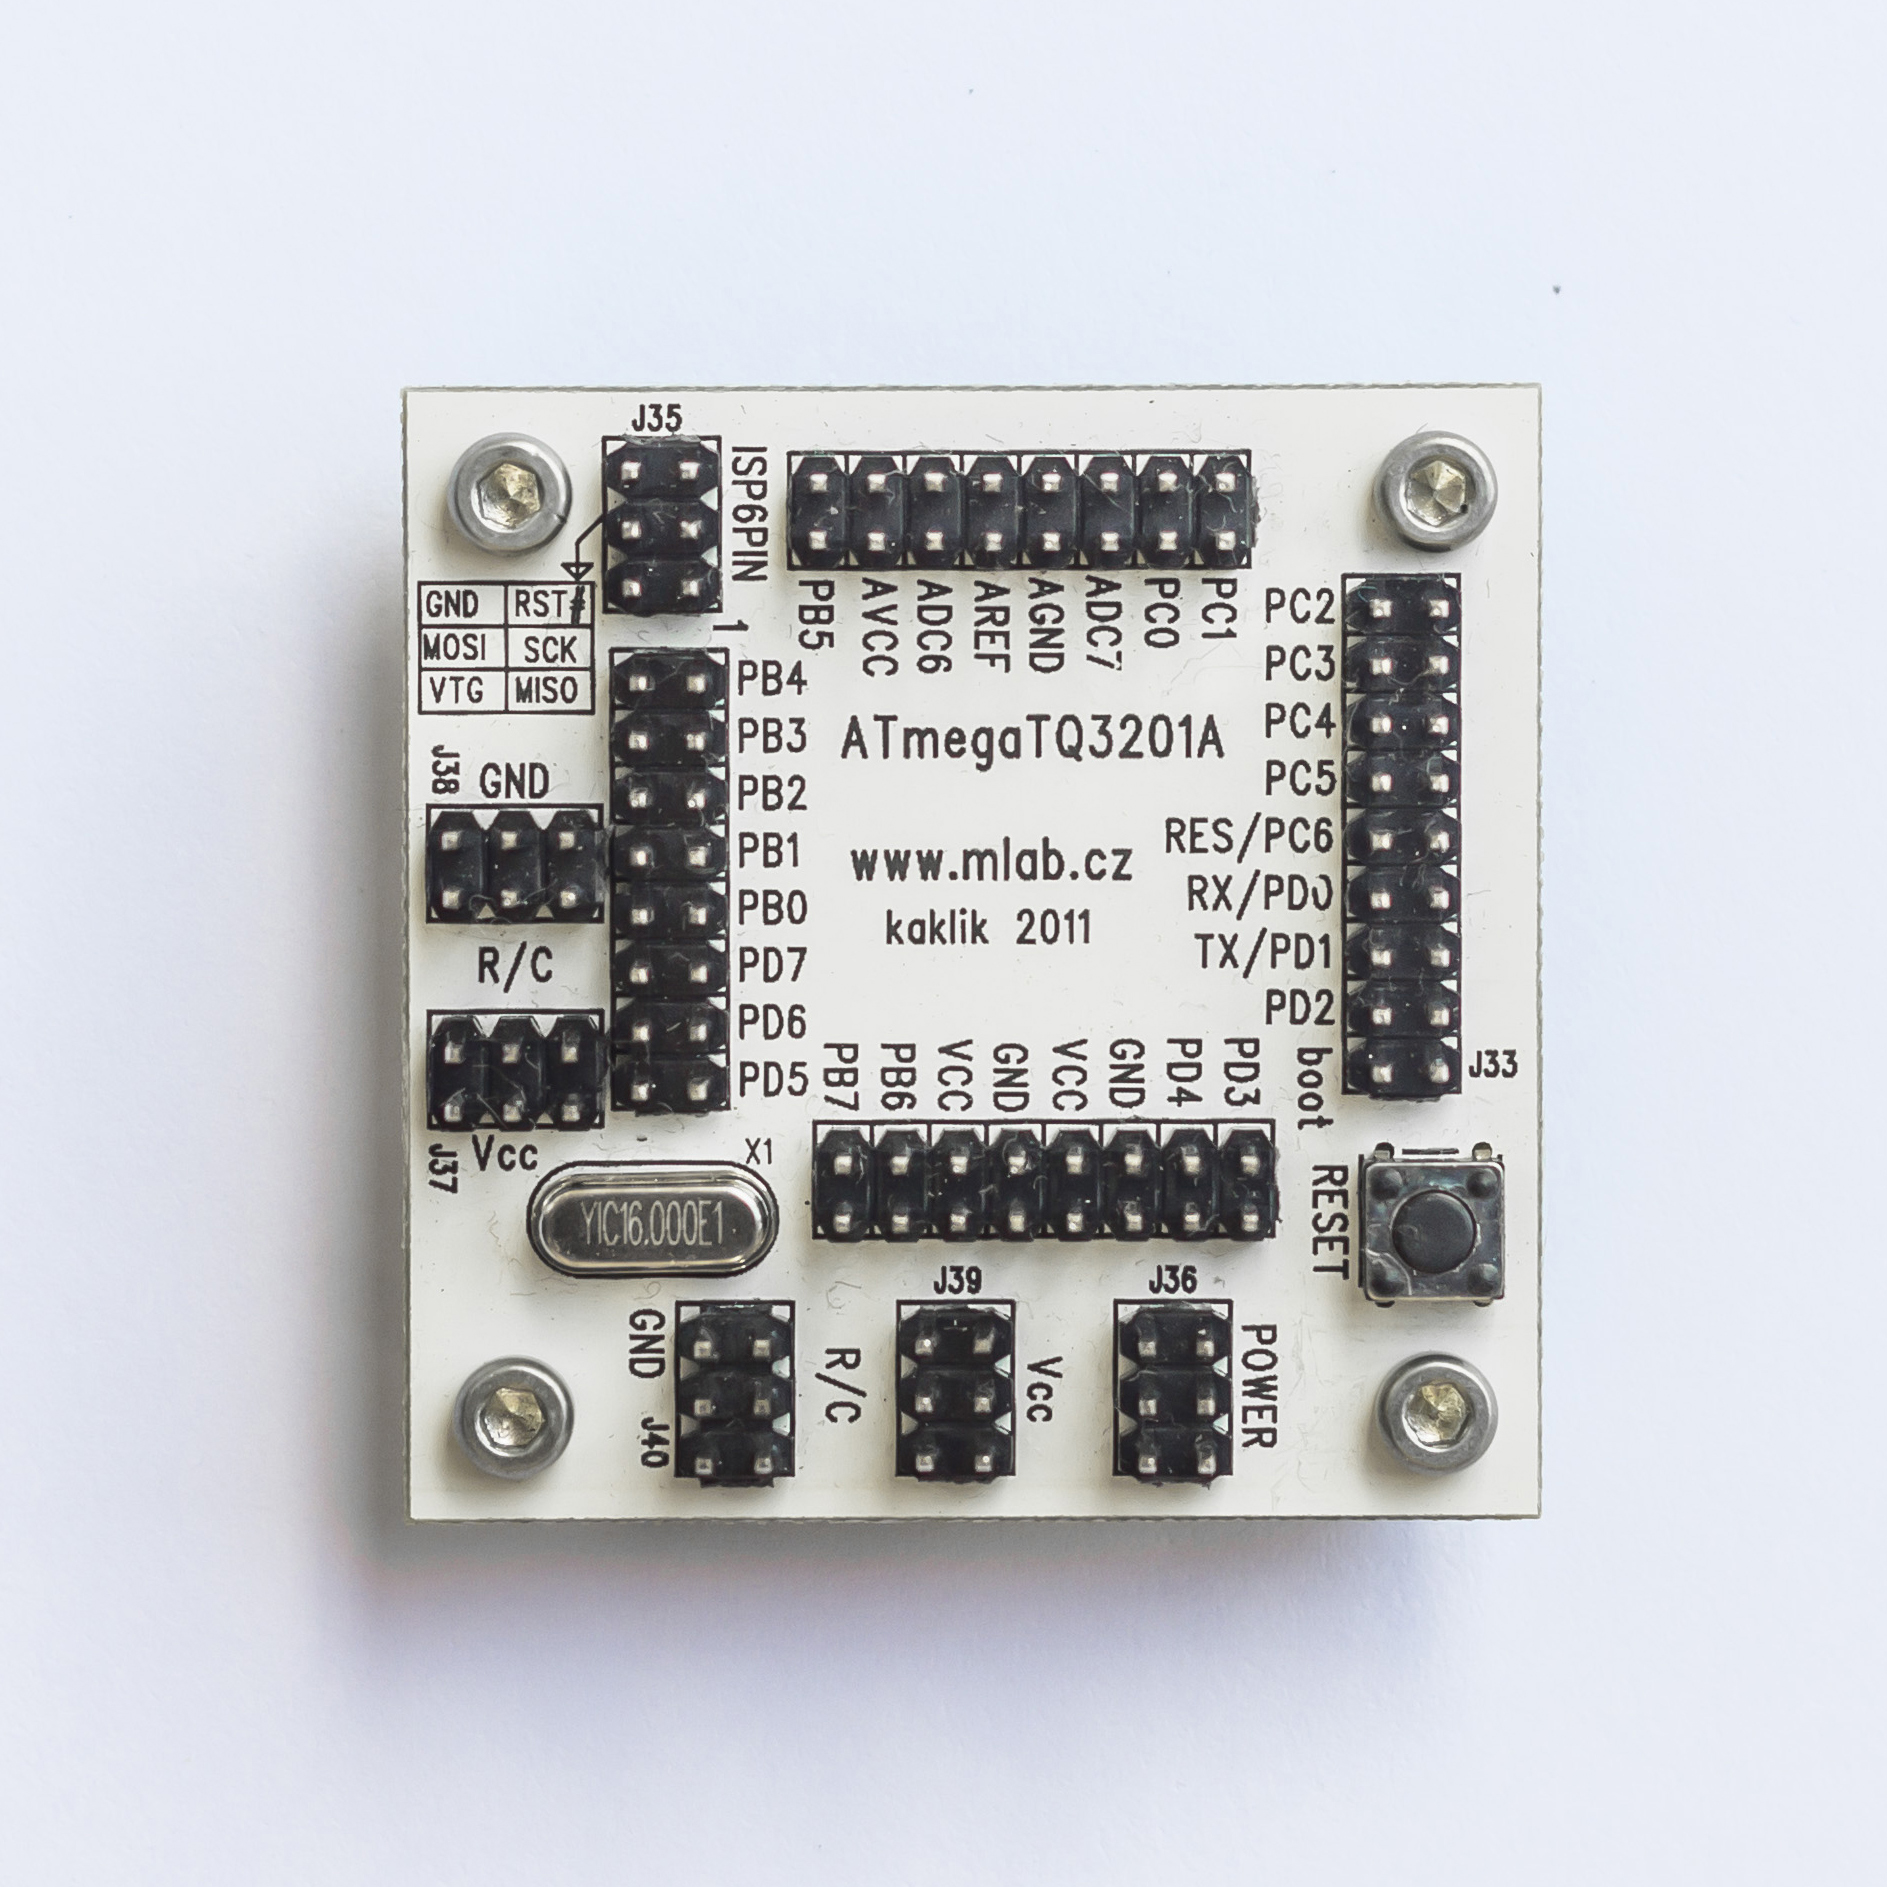 J35
ISP6PIN
1
GND RST#
MOSI SCK
VTG MISO
PB5 AVCC ADC6 AREF AGND ADC7 PC0 PC1
PB4
PB3
PB2
PB1
PB0
PD7
PD6
PD5
ATmegaTQ3201A
www.mlab.cz
kaklik 2011
PC2
PC3
PC4
PC5
RES/PC6
RX/PD0
TX/PD1
PD2
boot
J33
J38
GND
R/C
Vcc
J37
X1
YIC16.000E1
PB7 PB6 VCC GND VCC GND PD4 PD3
RESET
GND
J40
R/C
J39
Vcc
J36
POWER